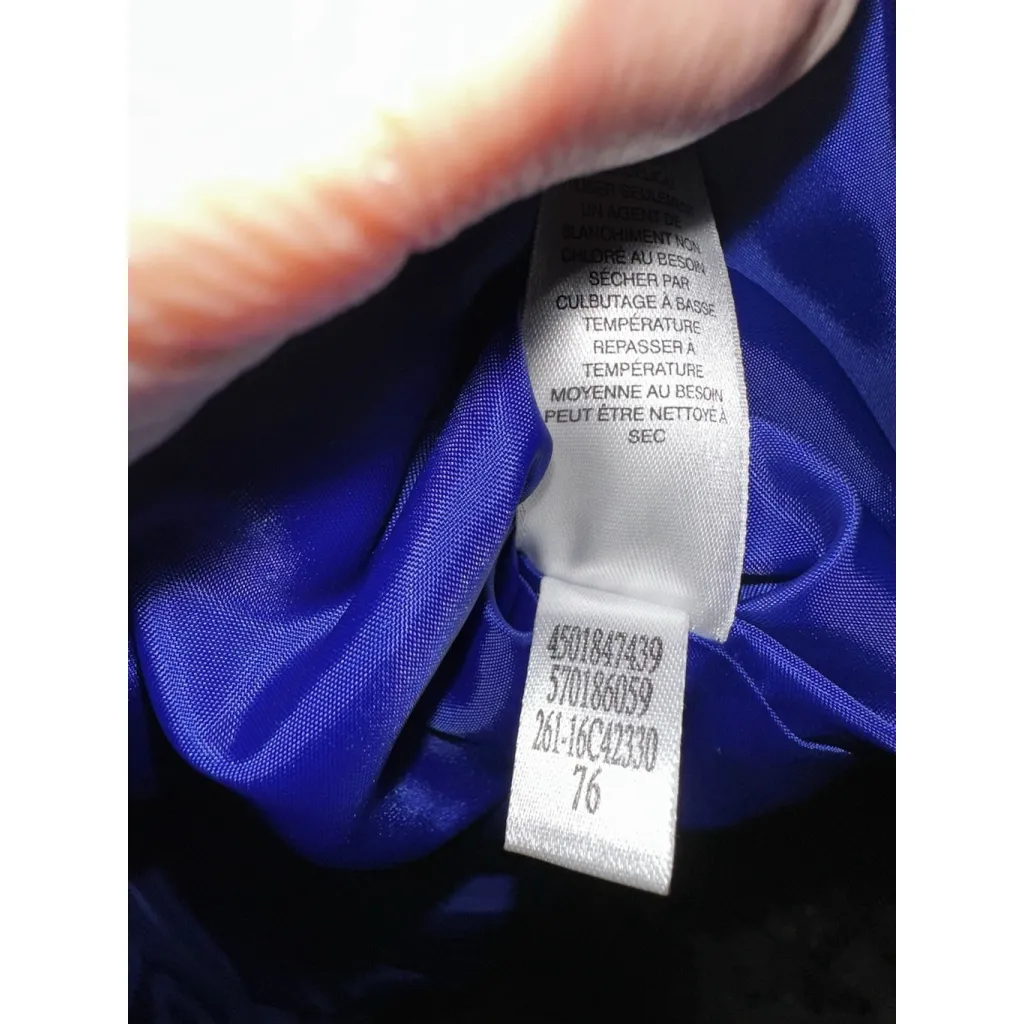 UN AGENT DE
BLANCHIMENT NON
CHLORÉ AU BESOIN
SÉCHER PAR
CULBUTAGE À BASSE
TEMPÉRATURE
REPASSER À
TEMPÉRATURE
MOYENNE AU BESOIN
PEUT ÊTRE NETTOYÉ À
SEC
4501847439
570186059
261-16C42330
76